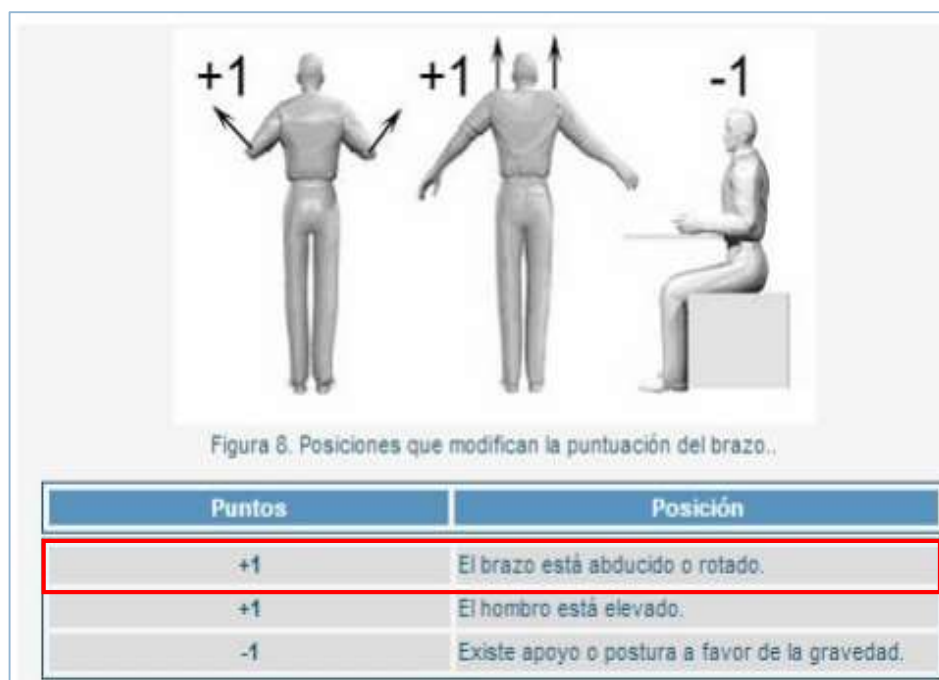 +1 +1 -1
Figura 8. Posiciones que modifican la puntuación del brazo..
Puntos Posición
+1 El brazo está abducido o rotado.
+1 El hombro está elevado.
-1 Existe apoyo o postura a favor de la gravedad.